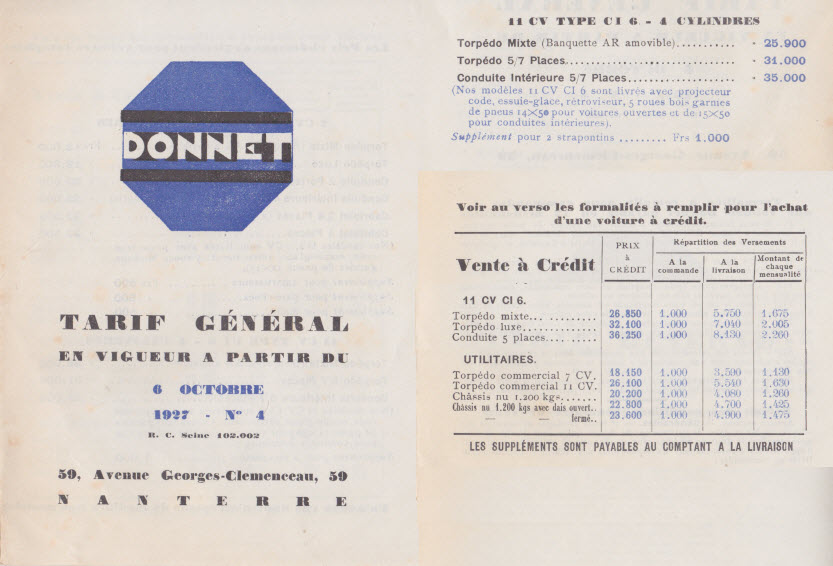 DONNET
TARIF GÉNÉRAL
EN VIGUEUR A PARTIR DU
6 OCTOBRE
1927 - Nº 4
R. C. Seine 102.002
59, Avenue Georges-Clemenceau, 59
NANTERRE
11 CV TYPE CI 6 - 4 CYLINDRES
Torpédo Mixte (Banquette AR amovible)........... - 25.900
Torpédo 5/7 Places................................... - 31.000
Conduite Intérieure 5/7 Places.................... - 35.000
(Nos modèles 11 CV CI 6 sont livrés avec projecteur
code, essuie-glace, rétroviseur, 5 roues bois garnies
de pneus 14×50 pour voitures ouvertes et de 15×50
pour conduites intérieures).
Supplément pour 2 strapontins ......... Frs 1.000
Voir au verso les formalités à remplir pour l'achat
d'une voiture à crédit.
Vente à Crédit
PRIX
à
CRÉDIT
Répartition des Versements
A la
commande
A la
livraison
Montant de
chaque
mensualité
11 CV CI 6.
Torpédo mixte... .......... 26.850 1.000 5.750 1.675
Torpédo luxe.. ............ 32.100 1.000 7.040 2.005
Conduite 5 places.......... 36.250 1.000 8.130 2.260
UTILITAIRES.
Torpédo commercial 7 CV. 18.150 1.000 3.590 1.130
Torpédo commercial 11 CV. 26.100 1.000 5.540 1.630
Châssis nu 1.200 kgs....... 20.200 1.000 4.080 1.260
Châssis nu 1.200 kgs avec dais ouvert.. 22.800 1.000 4.700 1.425
— — fermé.. 23.600 1.000 4.900 1.475
LES SUPPLÉMENTS SONT PAYABLES AU COMPTANT A LA LIVRAISON